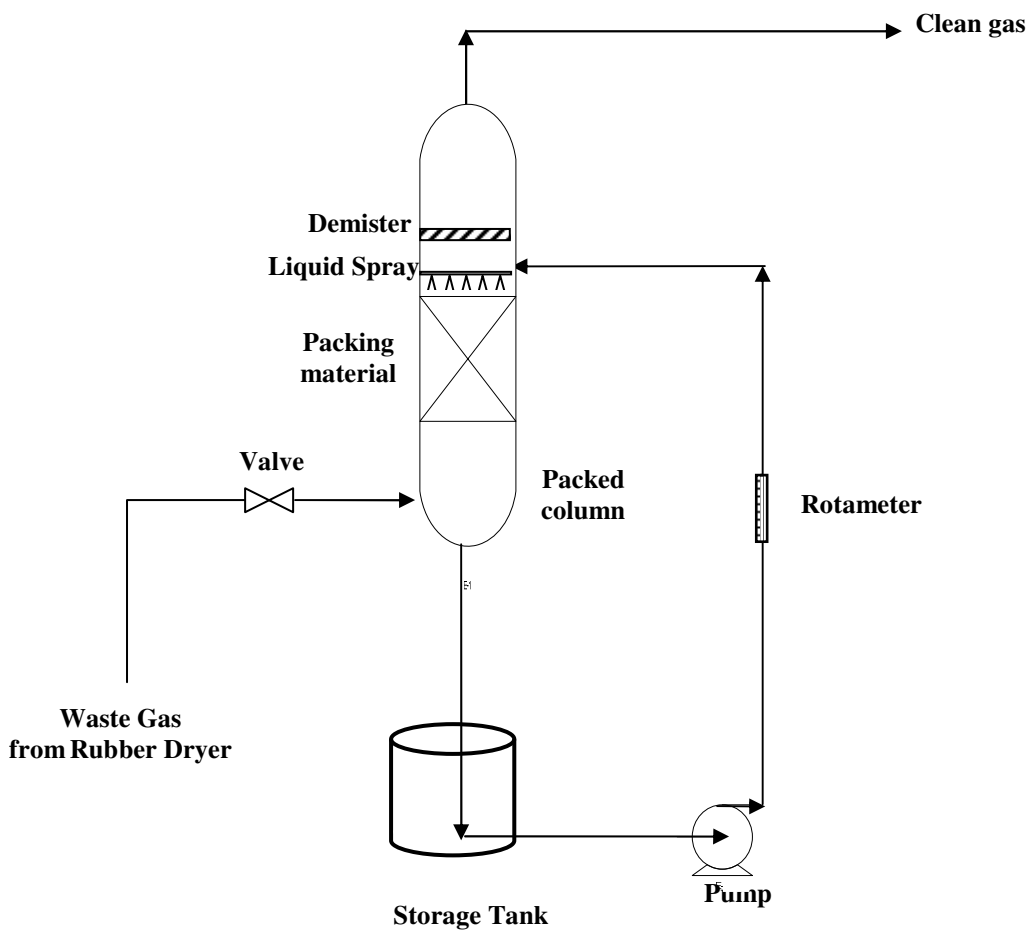 Clean gas
Demister
Liquid Spray
Packing
material
Valve
Packed
column
Rotameter
E-1
Waste Gas
from Rubber Dryer
Pump
Storage Tank